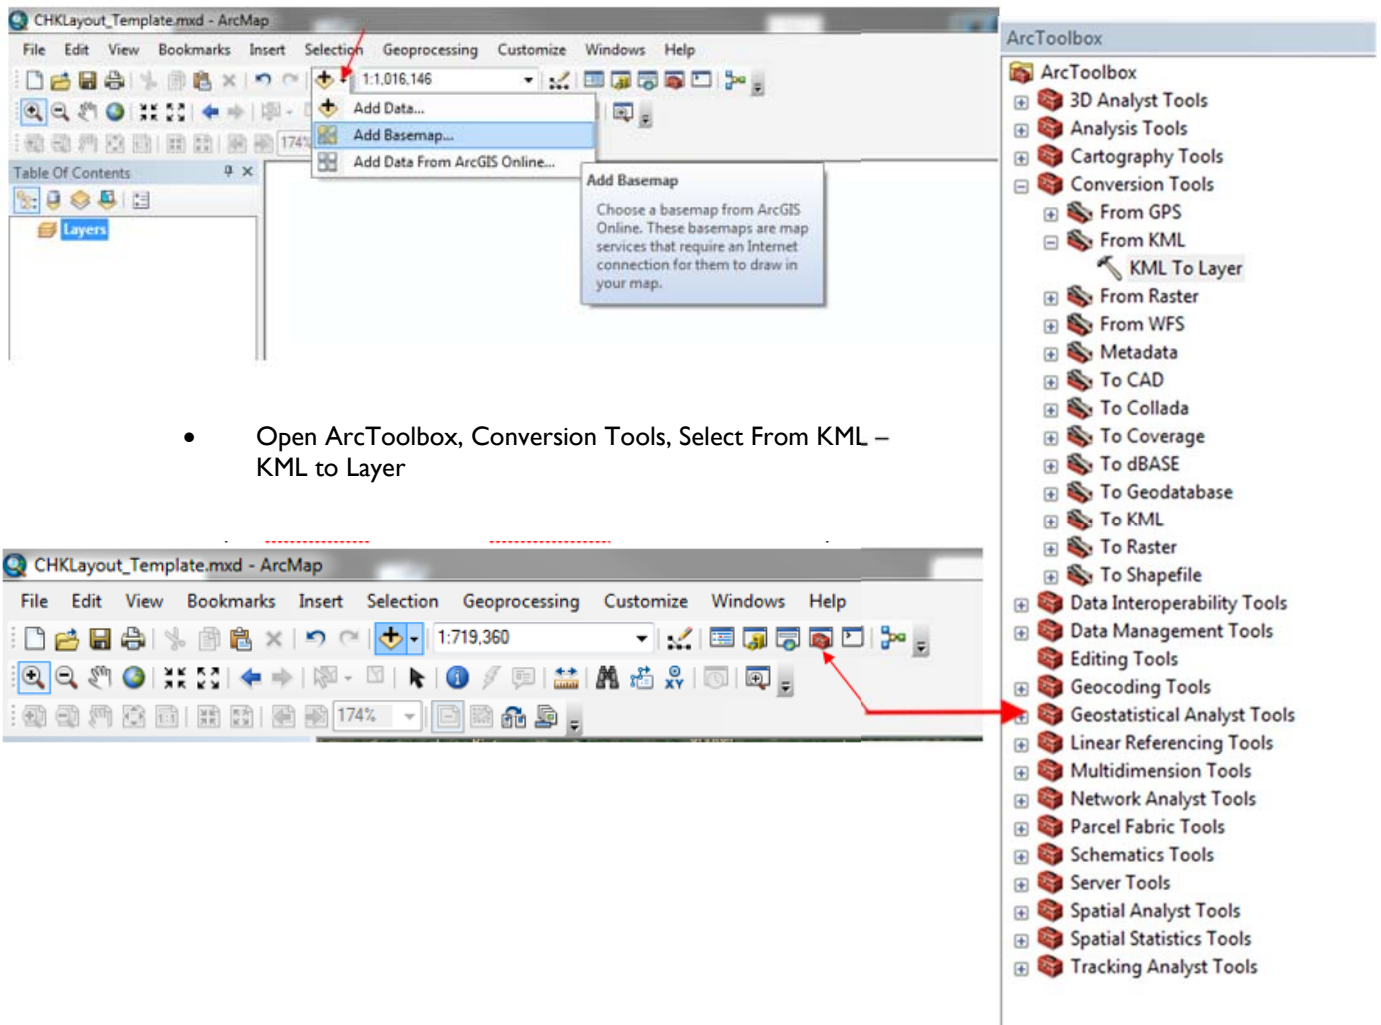 CHKLayout_Template.mxd - ArcMap
File Edit View Bookmarks Insert Selection Geoprocessing Customize Windows Help
1:1,016,146
Add Data...
174%
Add Basemap...
Add Data From ArcGIS Online...
Table Of Contents
Layers
Add Basemap
Choose a basemap from ArcGIS
Online. These basemaps are map
services that require an Internet
connection for them to draw in
your map.
• Open ArcToolbox, Conversion Tools, Select From KML –
KML to Layer
CHKLayout_Template.mxd - ArcMap
File Edit View Bookmarks Insert Selection Geoprocessing Customize Windows Help
1:719,360
XY
1:1
174%
ArcToolbox
ArcToolbox
3D Analyst Tools
Analysis Tools
Cartography Tools
Conversion Tools
From GPS
From KML
KML To Layer
From Raster
From WFS
Metadata
To CAD
To Collada
To Coverage
To dBASE
To Geodatabase
To KML
To Raster
To Shapefile
Data Interoperability Tools
Data Management Tools
Editing Tools
Geocoding Tools
Geostatistical Analyst Tools
Linear Referencing Tools
Multidimension Tools
Network Analyst Tools
Parcel Fabric Tools
Schematics Tools
Server Tools
Spatial Analyst Tools
Spatial Statistics Tools
Tracking Analyst Tools